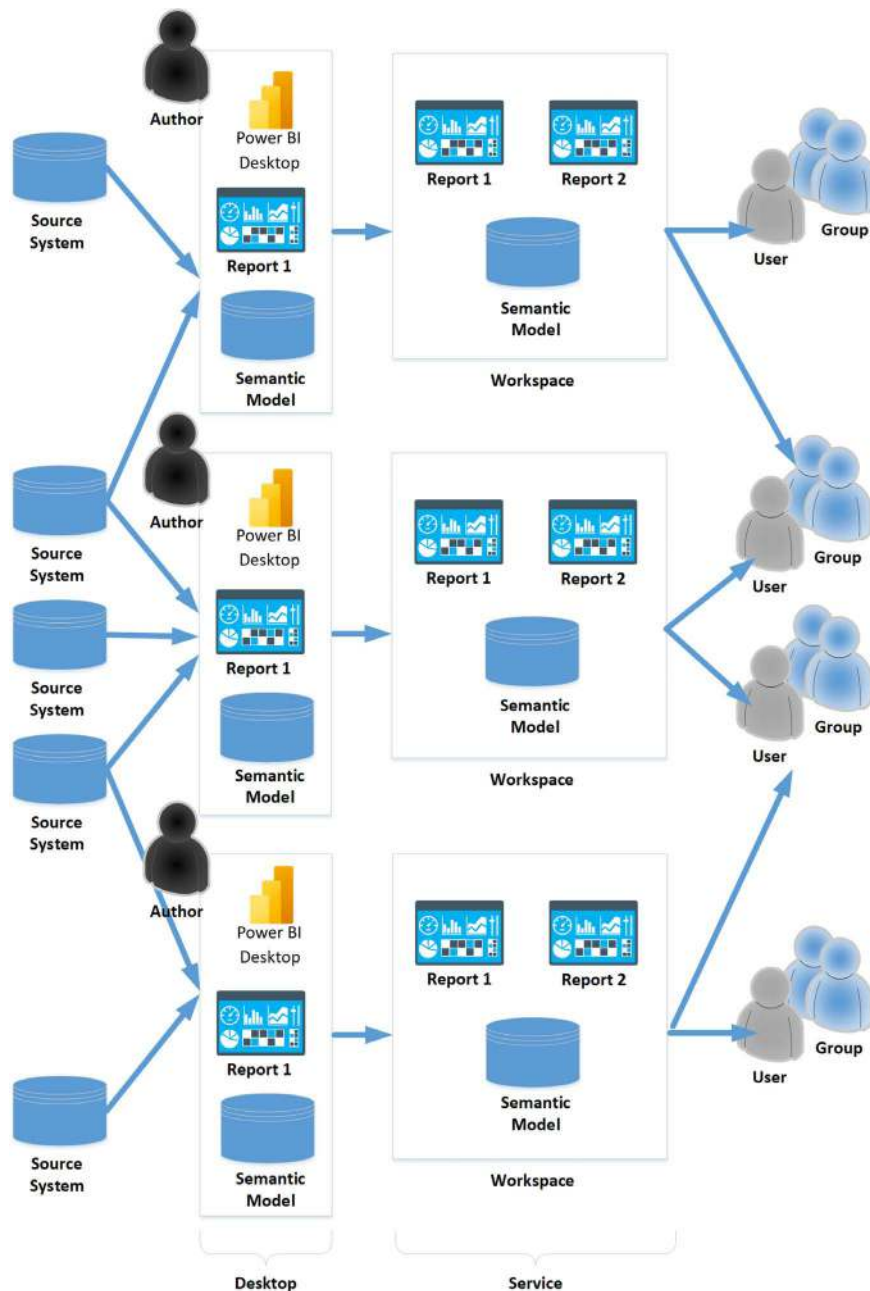 Author
Power BI
Desktop
Report 1
Report 2
Source
System
Report 1
User
Group
Semantic
Model
Semantic
Model
Workspace
Author
Power BI
Desktop
Source
System
Report 1
Report 2
User
Group
Report 1
Source
System
Semantic
Model
User
Group
Semantic
Model
Workspace
Source
System
Author
Power BI
Desktop
Report 1
Report 2
Report 1
User
Group
Semantic
Model
Source
System
Semantic
Model
Workspace
Desktop
Service